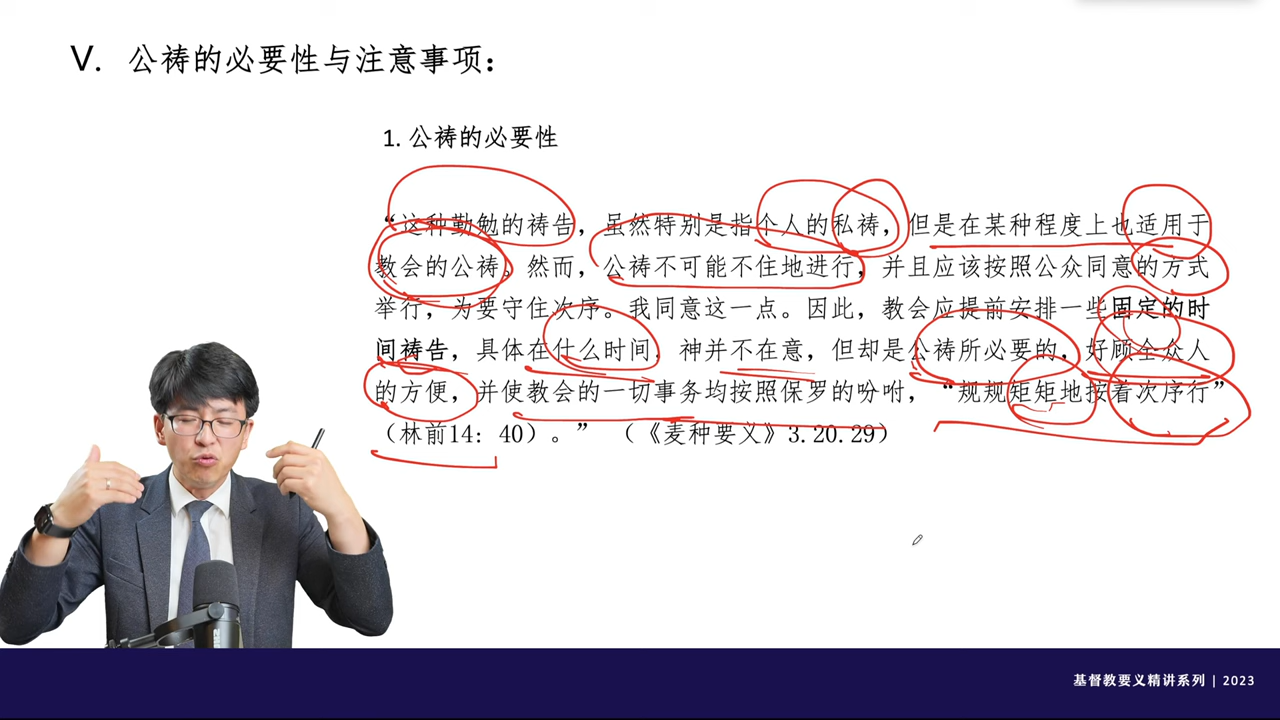 V. 公祷的必要性与注意事项：
1. 公祷的必要性
“这种勤勉的祷告，虽然特别是指个人的私祷，但是在某种程度上也适用于
教会的公祷。然而，公祷不可能不住地进行，并且应该按照公众同意的方式
举行，为要守住次序。我同意这一点。因此，教会应提前安排一些固定的时
间祷告，具体在什么时间，神并不在意，但却是公祷所必要的，好顾全众人
的方便，并使教会的一切事务均按照保罗的吩咐，“规规矩矩地按着次序行”
（林前14：40）。”（《麦种要义》3.20.29）
基督教要义精讲系列 | 2023